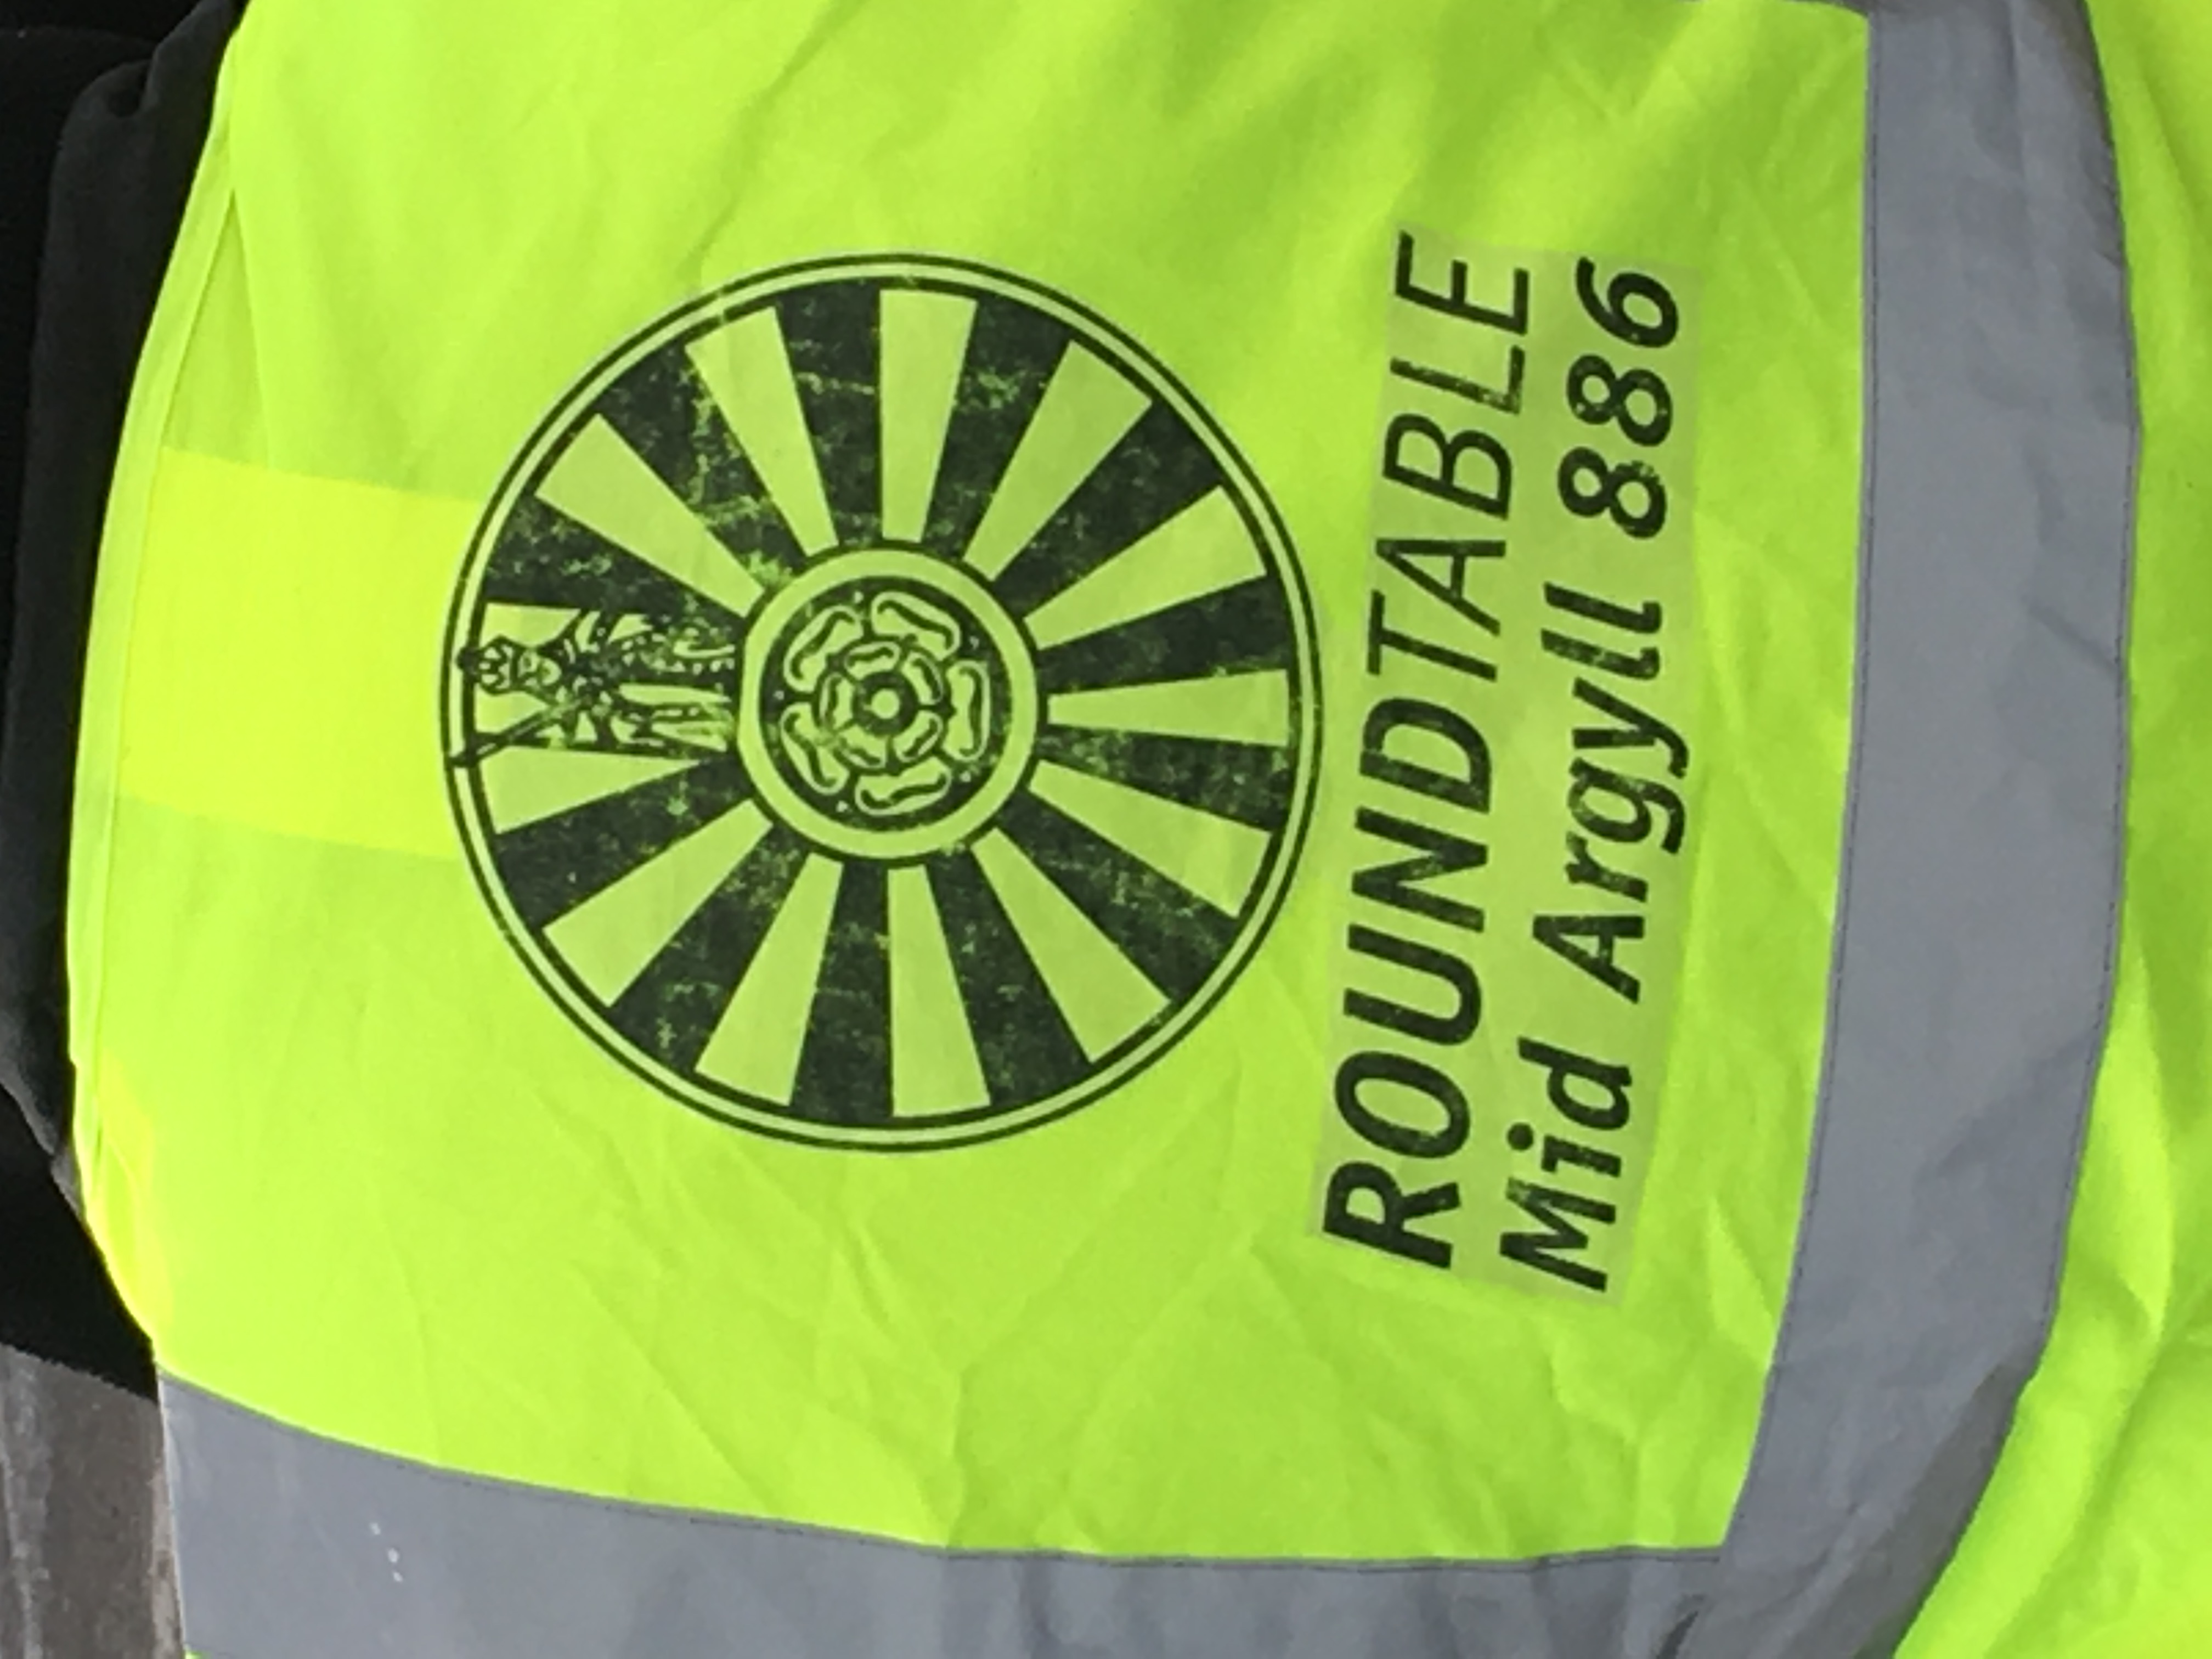 ROUNDTABLE
Mid Argyll 886